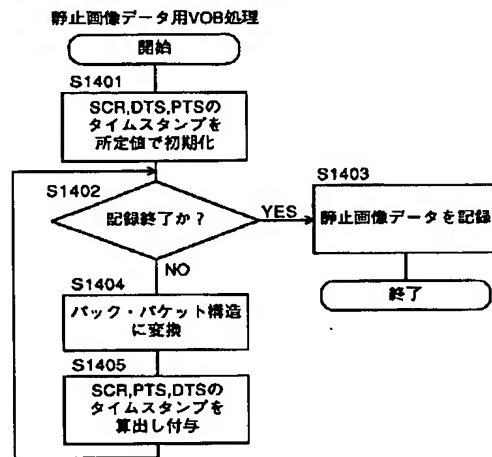 静止画像データ用VOB処理
開始
S1401
SCR,DTS,PTSの
タイムスタンプを
所定値で初期化
S1402
記録終了か？
YES
S1403
静止画像データを記録
終了
NO
S1404
パック・パケット構造
に変換
S1405
SCR,PTS,DTSの
タイムスタンプを
算出し付与